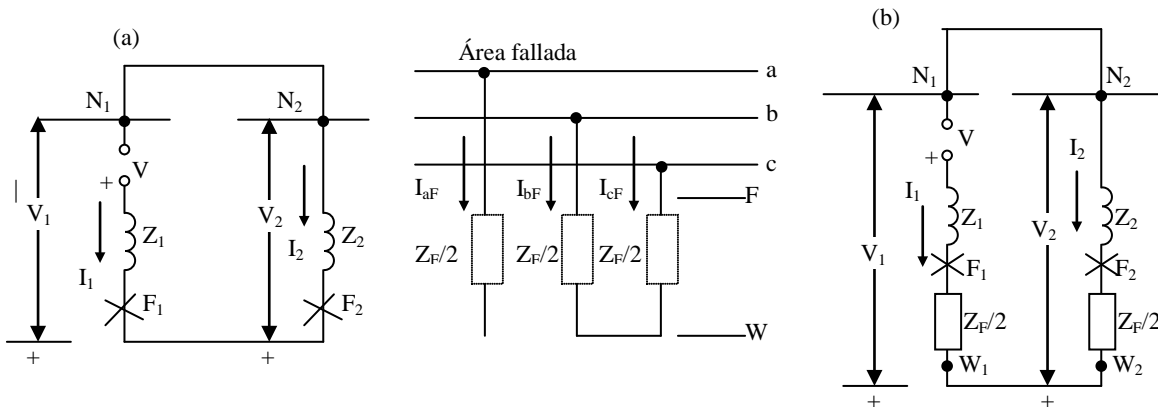 (a)
N1
N2
V
+
V1
Z1
I1
F1
+
V2
I2
Z2
F2
+
Área fallada
a
b
c
IaF
IbF
IcF
F
ZF/2
ZF/2
ZF/2
W
(b)
N1
N2
V
+
I1
I2
Z1
Z2
V1
V2
F1
F2
ZF/2
ZF/2
W1
W2
+
+